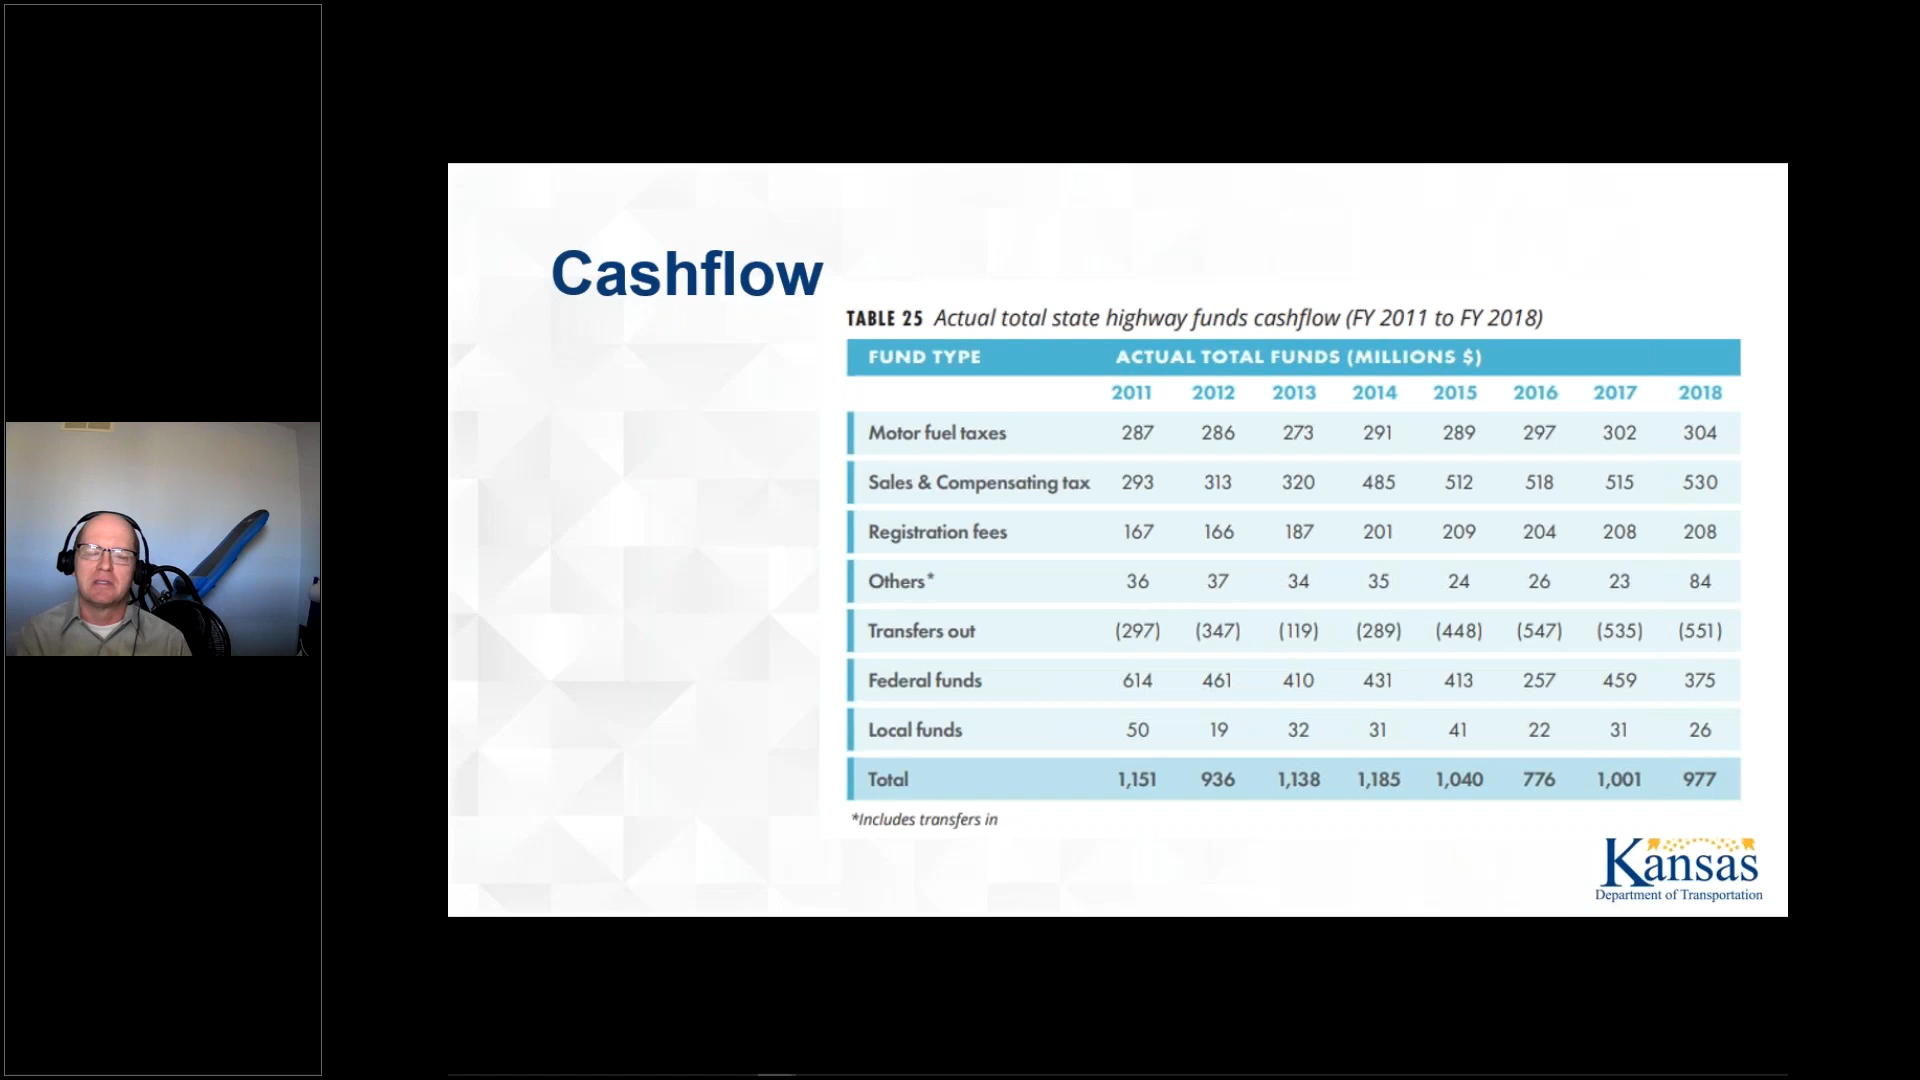 Cashflow
TABLE 25 Actual total state highway funds cashflow (FY 2011 to FY 2018)
FUND TYPE ACTUAL TOTAL FUNDS (MILLIONS $)
2011 2012 2013 2014 2015 2016 2017 2018
Motor fuel taxes 287 286 273 291 289 297 302 304
Sales & Compensating tax 293 313 320 485 512 518 515 530
Registration fees 167 166 187 201 209 204 208 208
Others* 36 37 34 35 24 26 23 84
Transfers out (297) (347) (119) (289) (448) (547) (535) (551)
Federal funds 614 461 410 431 413 257 459 375
Local funds 50 19 32 31 41 22 31 26
Total 1,151 936 1,138 1,185 1,040 776 1,001 977
*Includes transfers in
Kansas
Department of Transportation